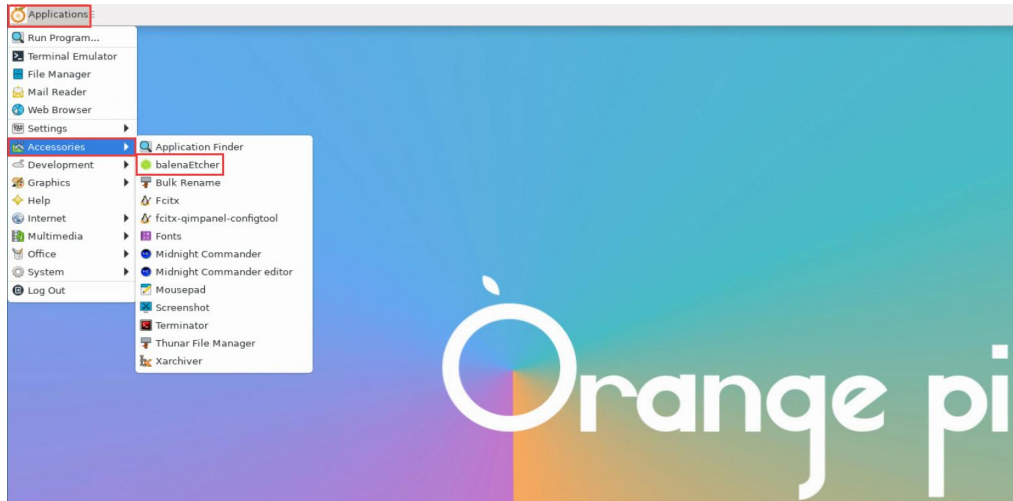 Applications
Run Program...
Terminal Emulator
File Manager
Mail Reader
Web Browser
Settings
Accessories
Development
Graphics
Help
Internet
Multimedia
Office
System
Log Out
Application Finder
balenaEtcher
Bulk Rename
Fcitx
fcitx-qimpanel-configtool
Fonts
Midnight Commander
Midnight Commander editor
Mousepad
Screenshot
Terminator
Thunar File Manager
Xarchiver
Orange pi